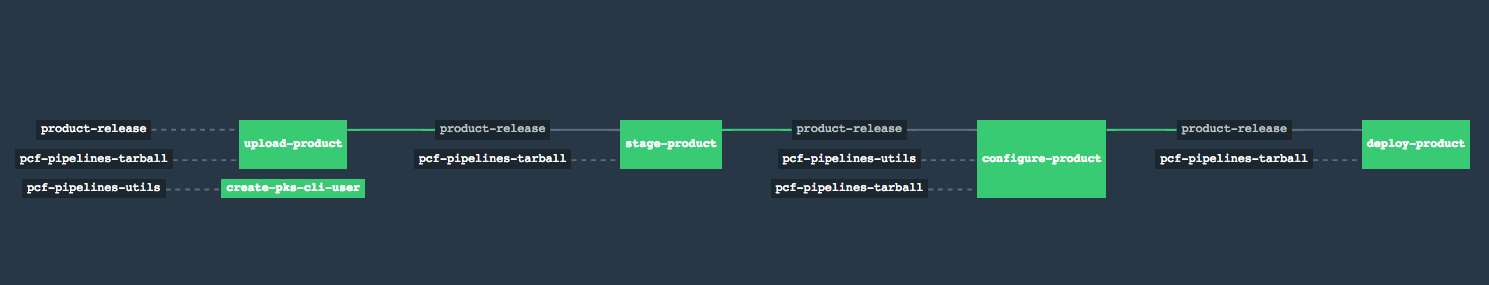 product-release
pcf-pipelines-tarball
pcf-pipelines-utils
upload-product
create-pks-cli-user
product-release
pcf-pipelines-tarball
stage-product
product-release
pcf-pipelines-utils
pcf-pipelines-tarball
configure-product
product-release
pcf-pipelines-tarball
deploy-product